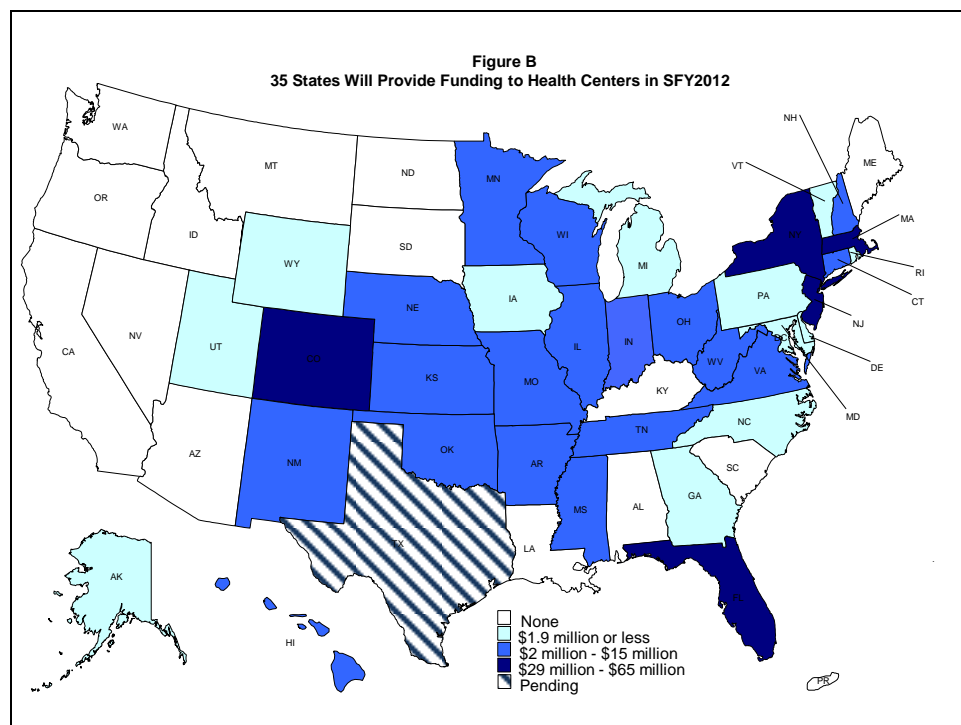 Figure B
35 States Will Provide Funding to Health Centers in SFY2012
NH
WA
ME
MT
ND
VT
MN
OR
MA
ID
SD
WI
NY
WY
MI
RI
CT
IA
PA
NE
NJ
NV
OH
DC
UT
IL
IN
CA
CO
WV
DE
VA
KS
MO
KY
MD
NC
TN
AZ
OK
NM
AR
SC
GA
MS
AL
TX
LA
AK
FL
HI
PR
None
$1.9 million or less
$2 million - $15 million
$29 million - $65 million
Pending